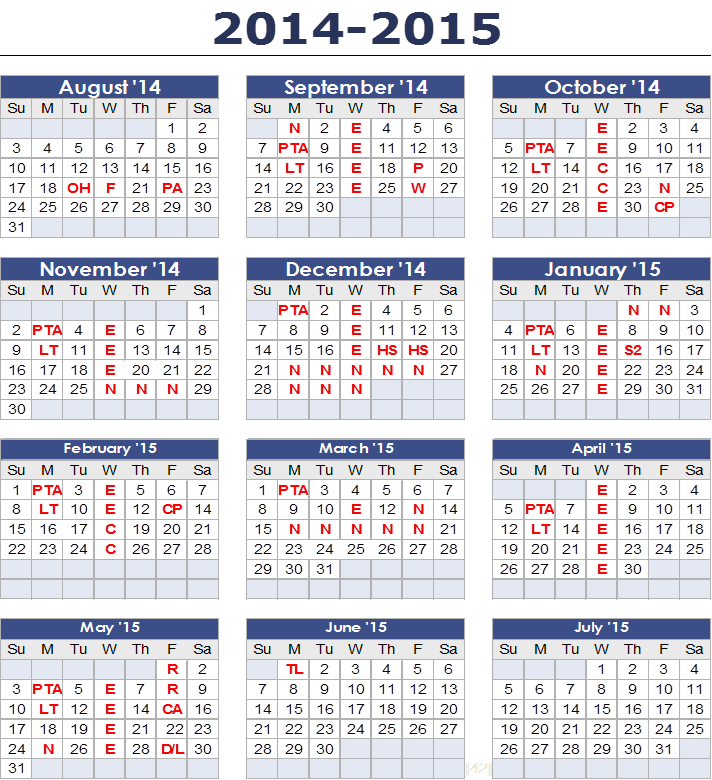 2014-2015
August '14 September '14 October '14
Su M Tu W Th F Sa Su M Tu W Th F Sa Su M Tu W Th F Sa
1 2 N 2 E 4 5 6 E 2 3 4
3 4 5 6 7 8 9 7 PTA 9 E 11 12 13 5 PTA 7 E 9 10 11
10 11 12 13 14 15 16 14 LT 16 E 18 P 20 12 LT 14 C 16 17 18
17 18 OH F 21 PA 23 21 22 23 E 25 W 27 19 20 21 C 23 N 25
24 25 26 27 28 29 30 28 29 30 26 27 28 E 30 CP
31
November '14 December '14 January '15
Su M Tu W Th F Sa Su M Tu W Th F Sa Su M Tu W Th F Sa
1 PTA 2 E 4 5 6 N N 3
2 PTA 4 E 6 7 8 7 8 9 E 11 12 13 4 PTA 6 E 8 9 10
9 LT 11 E 13 14 15 14 15 16 E HS HS 20 11 LT 13 E S2 16 17
16 17 18 E 20 21 22 21 N N N N N 27 18 N 20 E 22 23 24
23 24 25 N N N 29 28 N N N 25 26 27 E 29 30 31
30
February '15 March '15 April '15
Su M Tu W Th F Sa Su M Tu W Th F Sa Su M Tu W Th F Sa
1 PTA 3 E 5 6 7 1 PTA 3 4 5 6 7 E 2 3 4
8 LT 10 E 12 CP 14 8 9 10 E 12 N 14 5 PTA 7 E 9 10 11
15 16 17 C 19 20 21 15 N N N N N 21 12 LT 14 E 16 17 18
22 23 24 C 26 27 28 22 23 24 25 26 27 28 19 20 21 E 23 24 25
29 30 31 26 27 28 E 30
May '15 June '15 July '15
Su M Tu W Th F Sa Su M Tu W Th F Sa Su M Tu W Th F Sa
R 2 TL 2 3 4 5 6 1 2 3 4
3 PTA 5 E 7 R 9 7 8 9 10 11 12 13 5 6 7 8 9 10 11
10 LT 12 E 14 CA 16 14 15 16 17 18 19 20 12 13 14 15 16 17 18
17 18 19 E 21 22 23 21 22 23 24 25 26 27 19 20 21 22 23 24 25
24 N 26 E 28 D/L 30 28 29 30 26 27 28 29 30 31
31